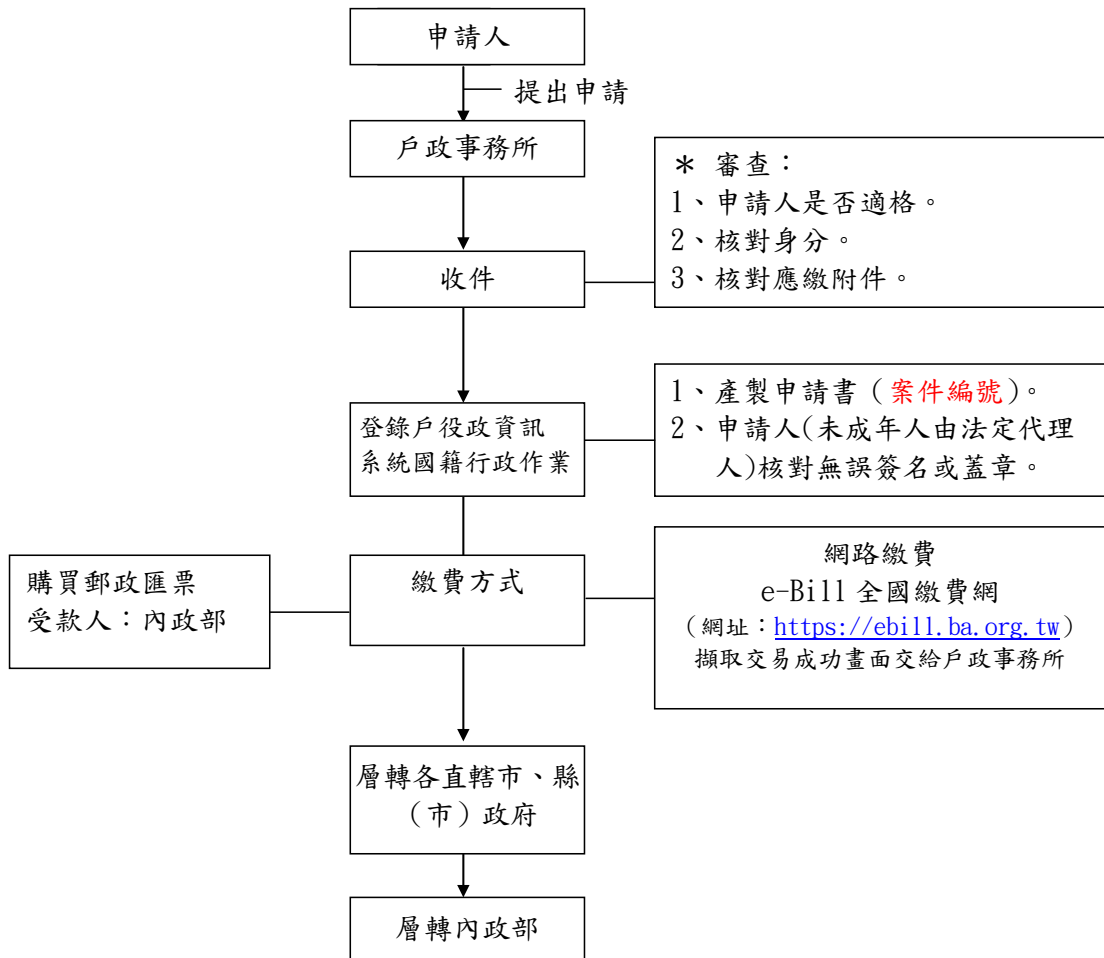 申請人
提出申請
戶政事務所
收件
＊ 審查：
1、申請人是否適格。
2、核對身分。
3、核對應繳附件。
登錄戶役政資訊
系統國籍行政作業
1、產製申請書（案件編號）。
2、申請人(未成年人由法定代理
人)核對無誤簽名或蓋章。
購買郵政匯票
受款人：內政部
繳費方式
網路繳費
e-Bill 全國繳費網
（網址：https://ebill.ba.org.tw）
擷取交易成功畫面交給戶政事務所
層轉各直轄市、縣
（市）政府
層轉內政部